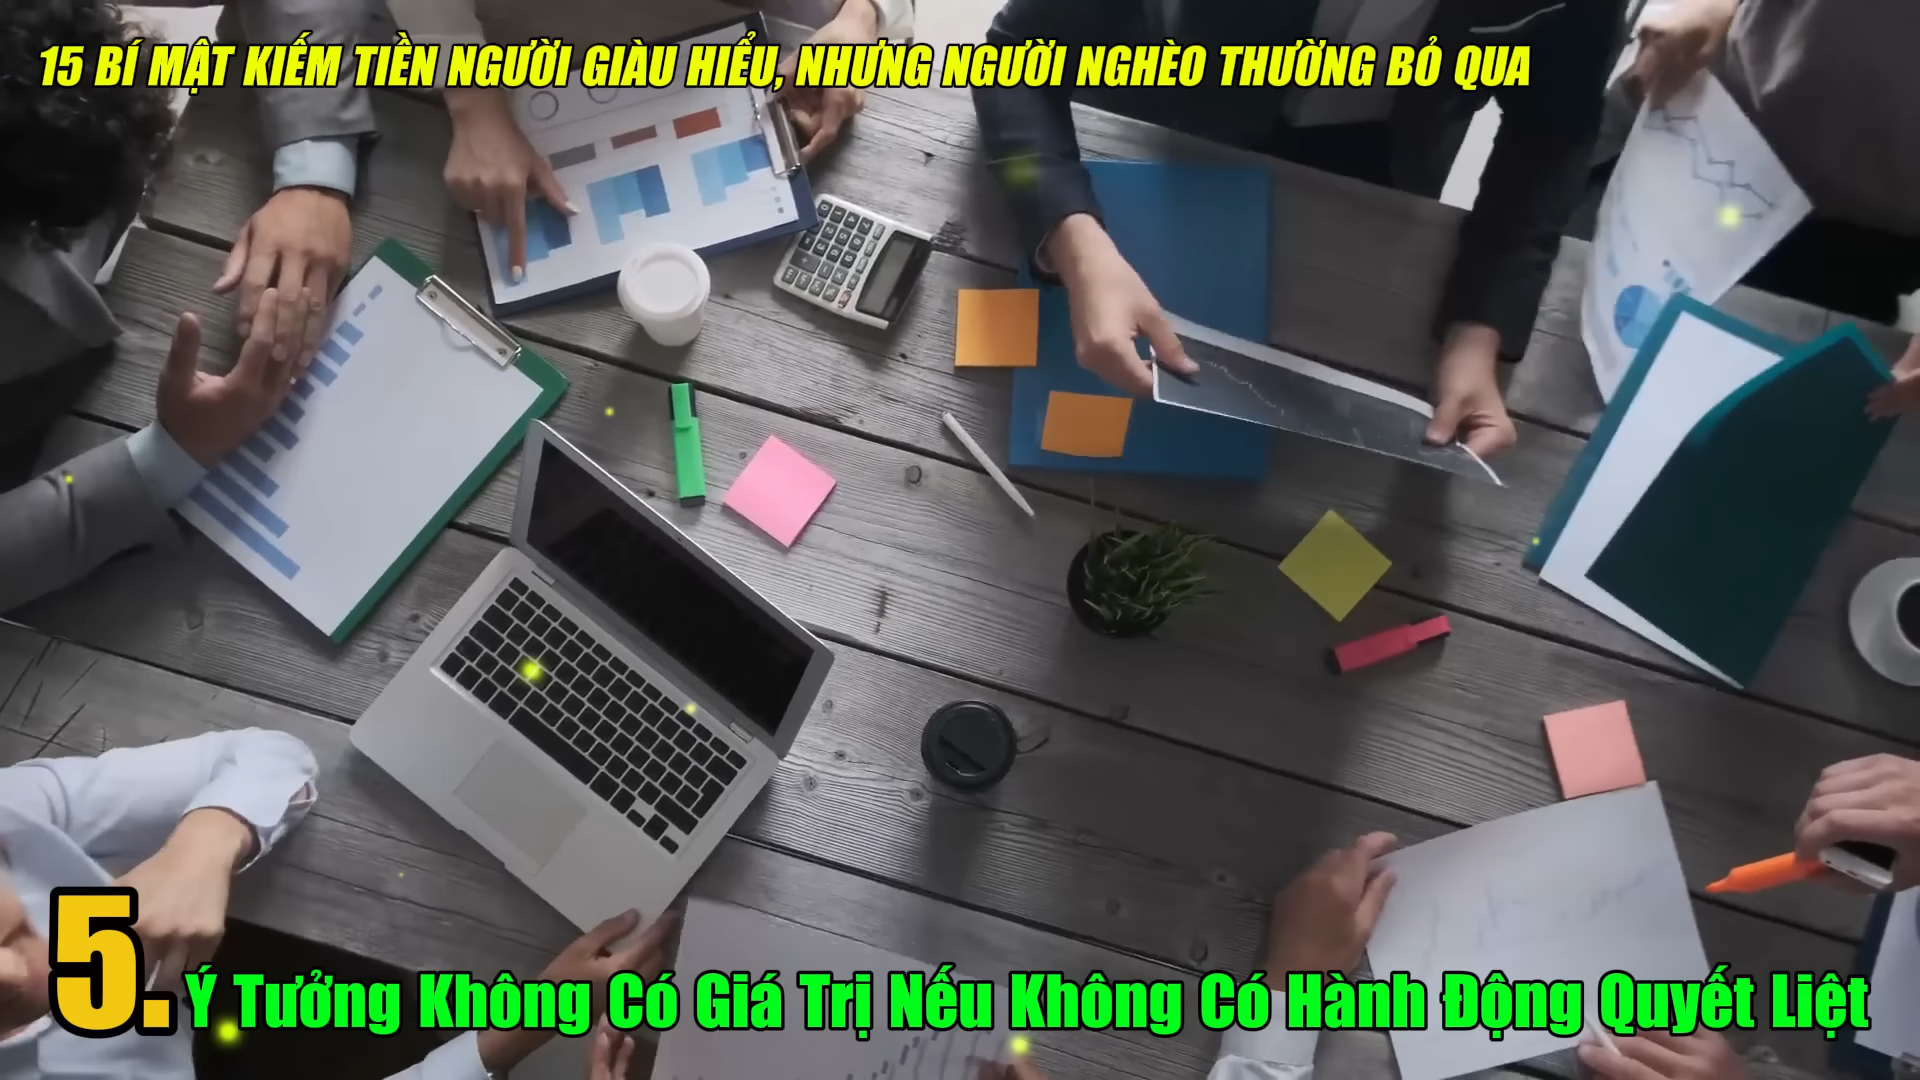 15 BÍ MẬT KIẾM TIỀN NGƯỜI GIÀU HIỂU, NHƯNG NGƯỜI NGHÈO THƯỜNG BỎ QUA
5. Ý Tưởng Không Có Giá Trị Nếu Không Có Hành Động Quyết Liệt